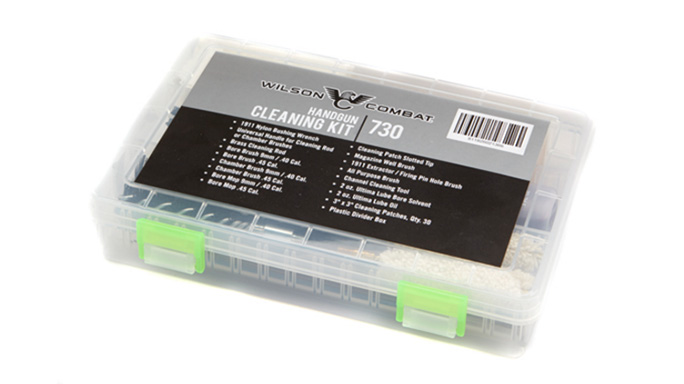 WILSON COMBAT
HANDGUN
CLEANING KIT
730
• 1911 Nylon Bushing Wrench
• Universal Handle for Cleaning Rod
or Chamber Brushes
• Brass Cleaning Rod
• Bore Brush 9mm / .40 Cal.
• Bore Brush .45 Cal.
• Chamber Brush 9mm / .40 Cal.
• Chamber Brush .45 Cal.
• Bore Mop 9mm / .40 Cal.
• Bore Mop .45 Cal.
• Cleaning Patch Slotted Tip
• Magazine Well Brush
• 1911 Extractor / Firing Pin Hole Brush
• All Purpose Brush
• Channel Cleaning Tool
• 2 oz. Ultima Lube Bore Solvent
• 2 oz. Ultima Lube Oil
• 3" x 3" Cleaning Patches, Qty. 30
• Plastic Divider Box